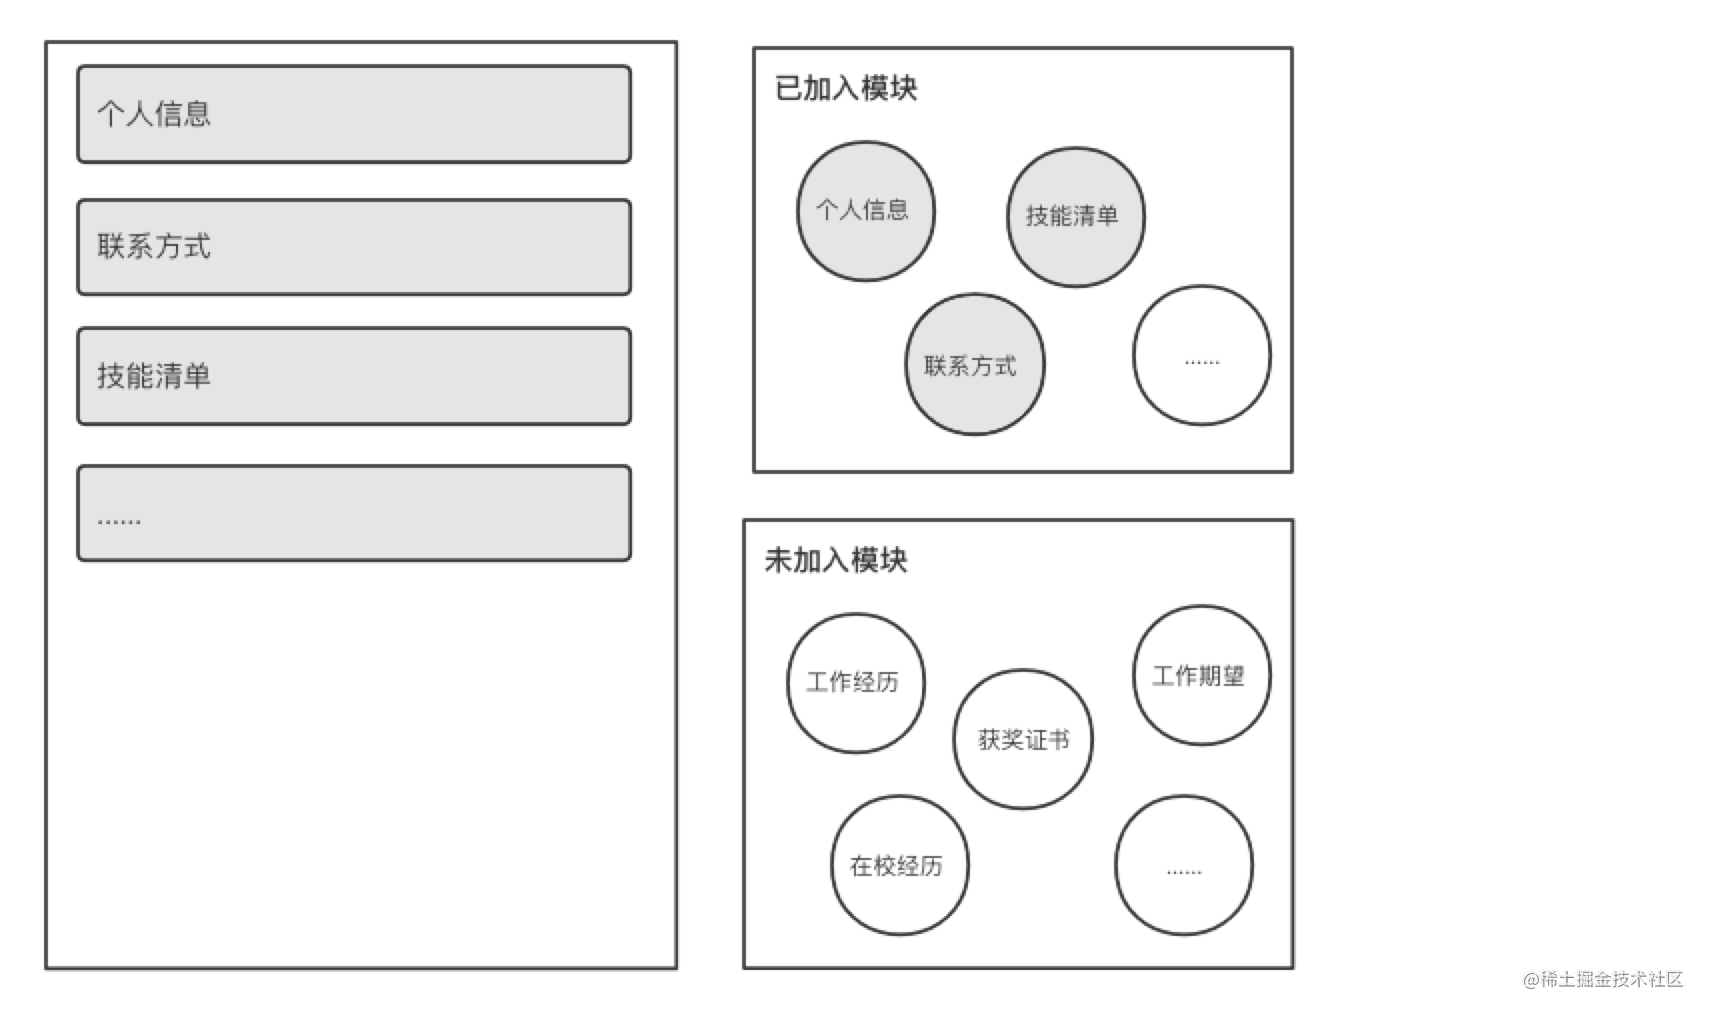 个人信息
联系方式
技能清单
......
已加入模块
个人信息
技能清单
联系方式
......
未加入模块
工作经历
工作期望
获奖证书
在校经历
......
@稀土掘金技术社区